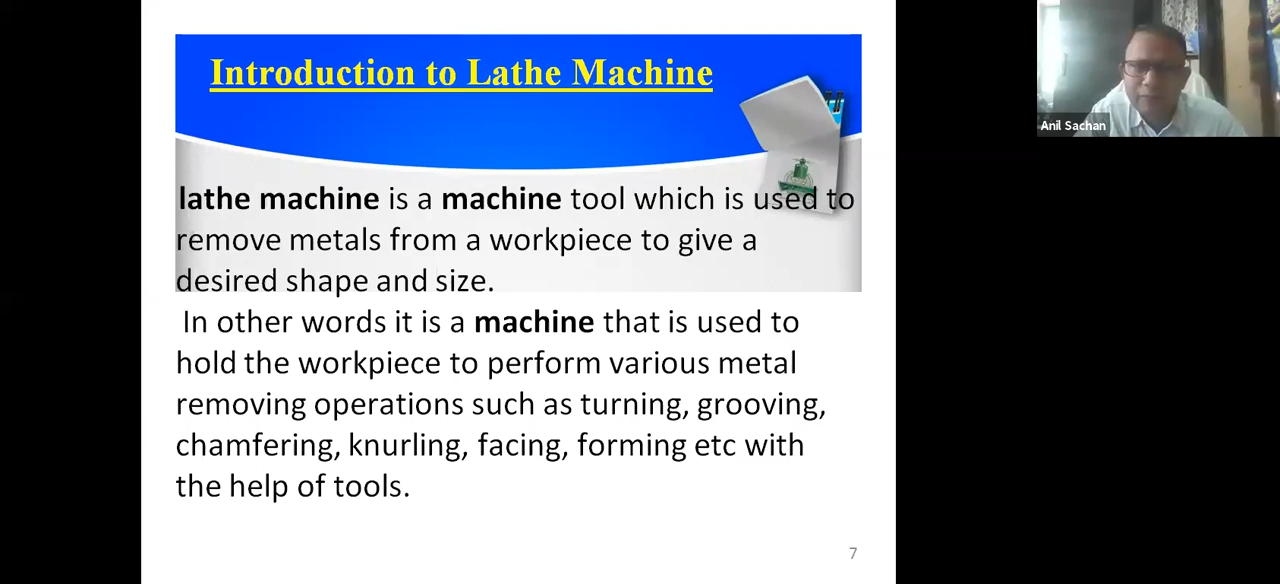 Introduction to Lathe Machine
lathe machine is a machine tool which is used to
remove metals from a workpiece to give a
desired shape and size.
In other words it is a machine that is used to
hold the workpiece to perform various metal
removing operations such as turning, grooving,
chamfering, knurling, facing, forming etc with
the help of tools.
7
Anil Sachan